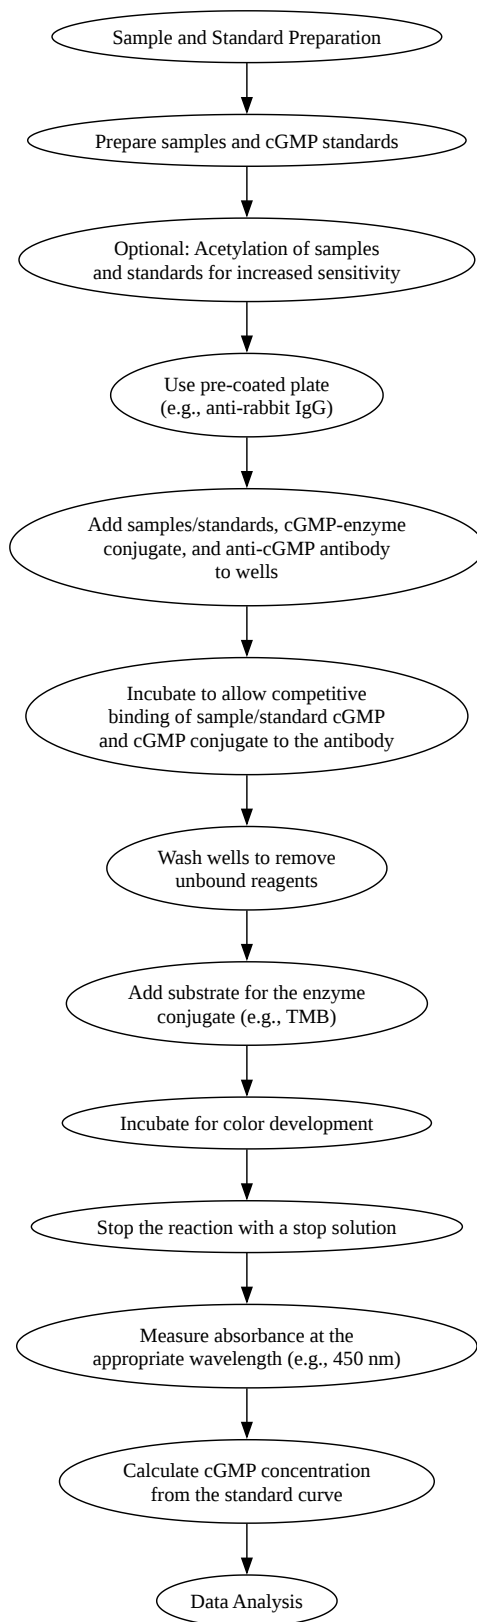 Sample and Standard Preparation
Prepare samples and cGMP standards
Optional: Acetylation of samples
and standards for increased sensitivity
Use pre-coated plate
(e.g., anti-rabbit IgG)
Add samples/standards, cGMP-enzyme
conjugate, and anti-cGMP antibody
to wells
Incubate to allow competitive
binding of sample/standard cGMP
and cGMP conjugate to the antibody
Wash wells to remove
unbound reagents
Add substrate for the enzyme
conjugate (e.g., TMB)
Incubate for color development
Stop the reaction with a stop solution
Measure absorbance at the
appropriate wavelength (e.g., 450 nm)
Calculate cGMP concentration
from the standard curve
Data Analysis